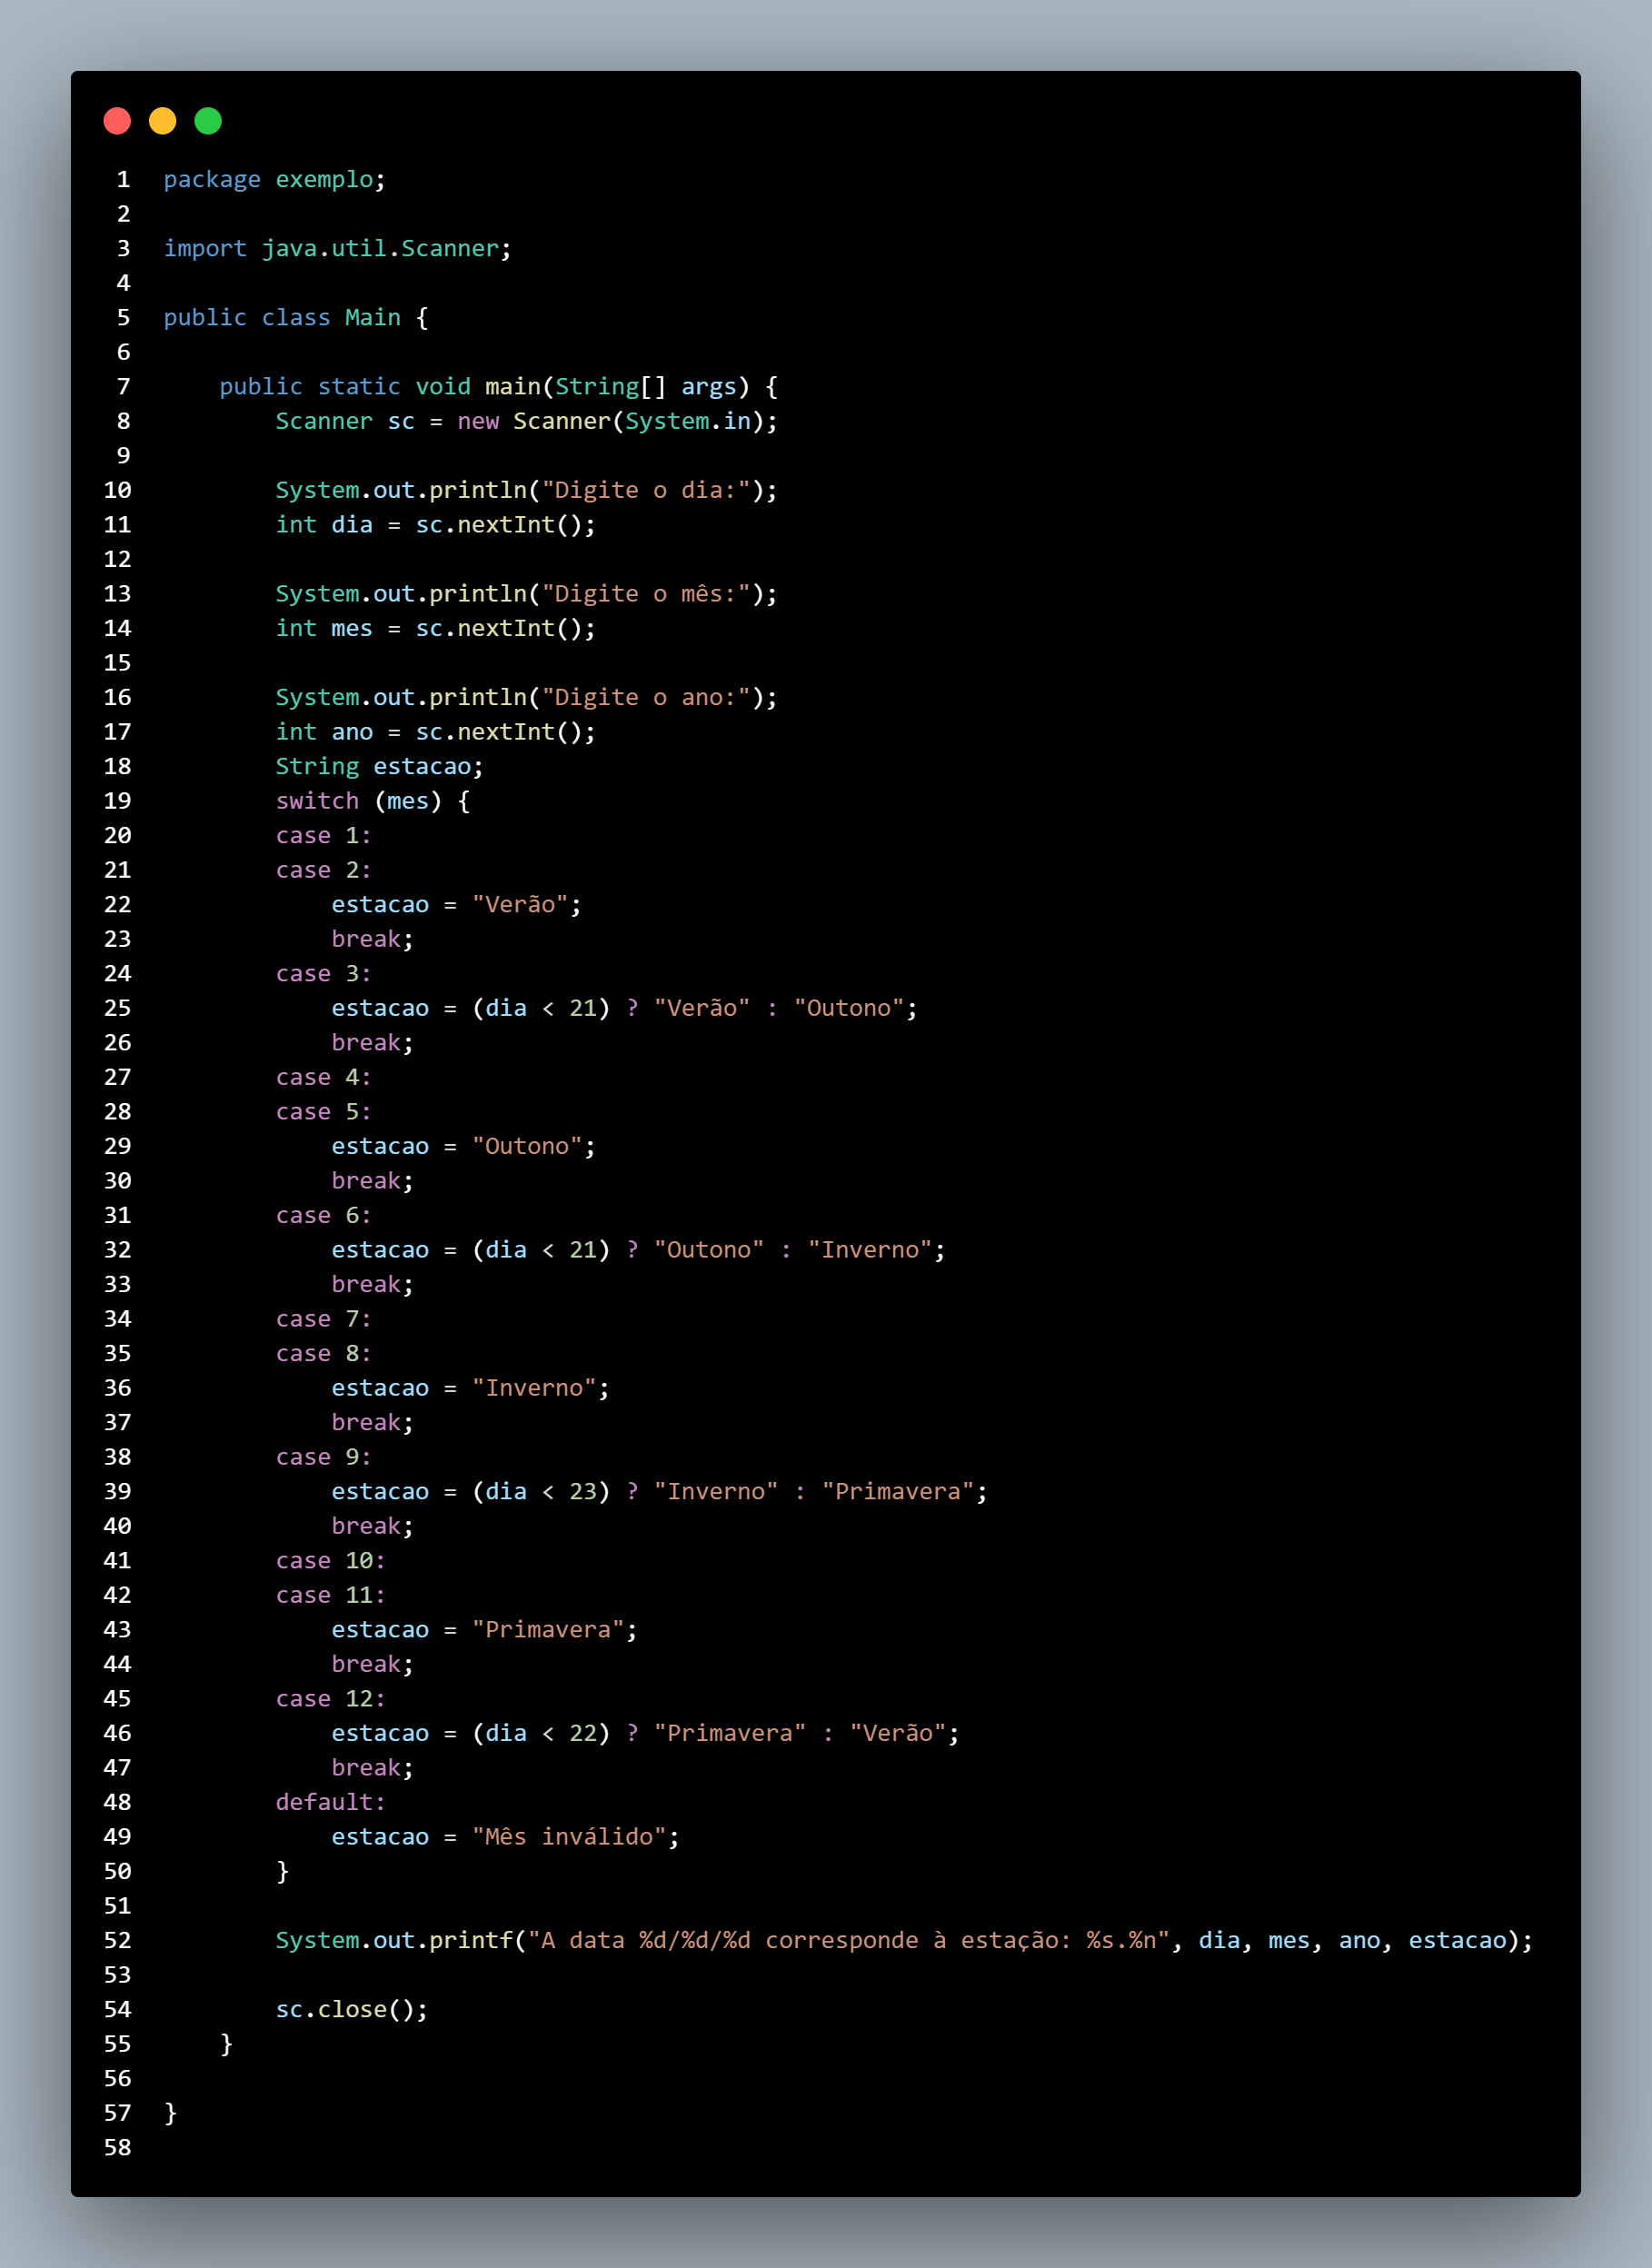 1 package exemplo;
2
3 import java.util.Scanner;
4
5 public class Main {
6
7     public static void main(String[] args) {
8         Scanner sc = new Scanner(System.in);
9
10         System.out.println("Digite o dia:");
11         int dia = sc.nextInt();
12
13         System.out.println("Digite o mês:");
14         int mes = sc.nextInt();
15
16         System.out.println("Digite o ano:");
17         int ano = sc.nextInt();
18         String estacao;
19         switch (mes) {
20         case 1:
21         case 2:
22             estacao = "Verão";
23             break;
24         case 3:
25             estacao = (dia < 21) ? "Verão" : "Outono";
26             break;
27         case 4:
28         case 5:
29             estacao = "Outono";
30             break;
31         case 6:
32             estacao = (dia < 21) ? "Outono" : "Inverno";
33             break;
34         case 7:
35         case 8:
36             estacao = "Inverno";
37             break;
38         case 9:
39             estacao = (dia < 23) ? "Inverno" : "Primavera";
40             break;
41         case 10:
42         case 11:
43             estacao = "Primavera";
44             break;
45         case 12:
46             estacao = (dia < 22) ? "Primavera" : "Verão";
47             break;
48         default:
49             estacao = "Mês inválido";
50         }
51
52         System.out.printf("A data %d/%d/%d corresponde à estação: %s.%n", dia, mes, ano, estacao);
53
54         sc.close();
55     }
56
57 }
58